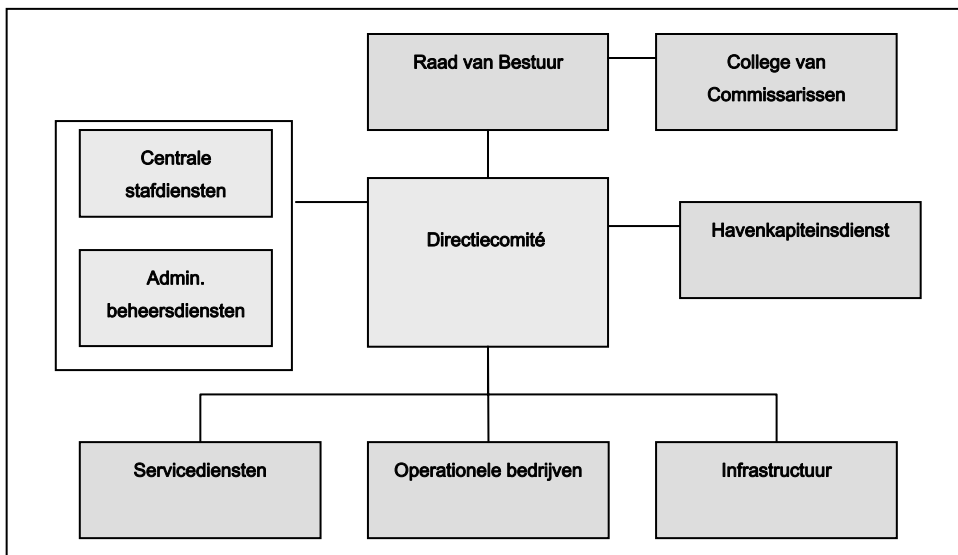 Raad van Bestuur
College van
Commissarissen
Centrale
stafdiensten
Directiecomité
Havenkapiteinsdienst
Admin.
beheersdiensten
Servicediensten
Operationele bedrijven
Infrastructuur